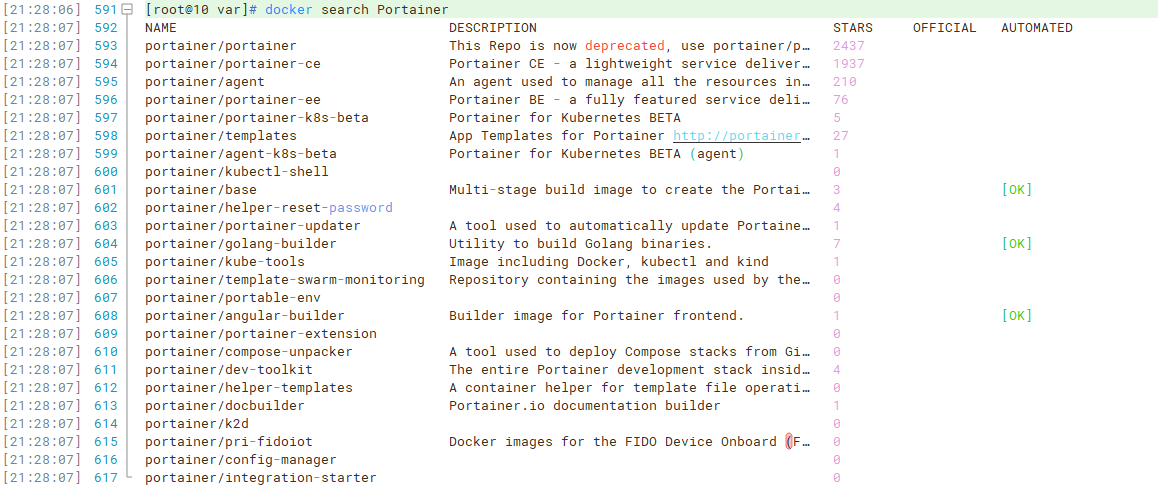 [21:28:06] 591 [root@10 var]# docker search Portainer
[21:28:07] 592 NAME DESCRIPTION STARS OFFICIAL AUTOMATED
[21:28:07] 593 portainer/portainer This Repo is now deprecated, use portainer/p… 2437
[21:28:07] 594 portainer/portainer-ce Portainer CE - a lightweight service deliver… 1937
[21:28:07] 595 portainer/agent An agent used to manage all the resources in… 210
[21:28:07] 596 portainer/portainer-ee Portainer BE - a fully featured service deli… 76
[21:28:07] 597 portainer/portainer-k8s-beta Portainer for Kubernetes BETA 5
[21:28:07] 598 portainer/templates App Templates for Portainer http://portainer… 27
[21:28:07] 599 portainer/agent-k8s-beta Portainer for Kubernetes BETA (agent) 1
[21:28:07] 600 portainer/kubectl-shell 0
[21:28:07] 601 portainer/base Multi-stage build image to create the Portai… 3 [OK]
[21:28:07] 602 portainer/helper-reset-password 4
[21:28:07] 603 portainer/portainer-updater A tool used to automatically update Portaine… 1
[21:28:07] 604 portainer/golang-builder Utility to build Golang binaries. 7 [OK]
[21:28:07] 605 portainer/kube-tools Image including Docker, kubectl and kind 1
[21:28:07] 606 portainer/template-swarm-monitoring Repository containing the images used by the… 0
[21:28:07] 607 portainer/portable-env 0
[21:28:07] 608 portainer/angular-builder Builder image for Portainer frontend. 1 [OK]
[21:28:07] 609 portainer/portainer-extension 0
[21:28:07] 610 portainer/compose-unpacker A tool used to deploy Compose stacks from Gi… 0
[21:28:07] 611 portainer/dev-toolkit The entire Portainer development stack insid… 4
[21:28:07] 612 portainer/helper-templates A container helper for template file operati… 0
[21:28:07] 613 portainer/docbuilder Portainer.io documentation builder 1
[21:28:07] 614 portainer/k2d 0
[21:28:07] 615 portainer/pri-fidoiot Docker images for the FIDO Device Onboard (F… 0
[21:28:07] 616 portainer/config-manager 0
[21:28:07] 617 portainer/integration-starter 0